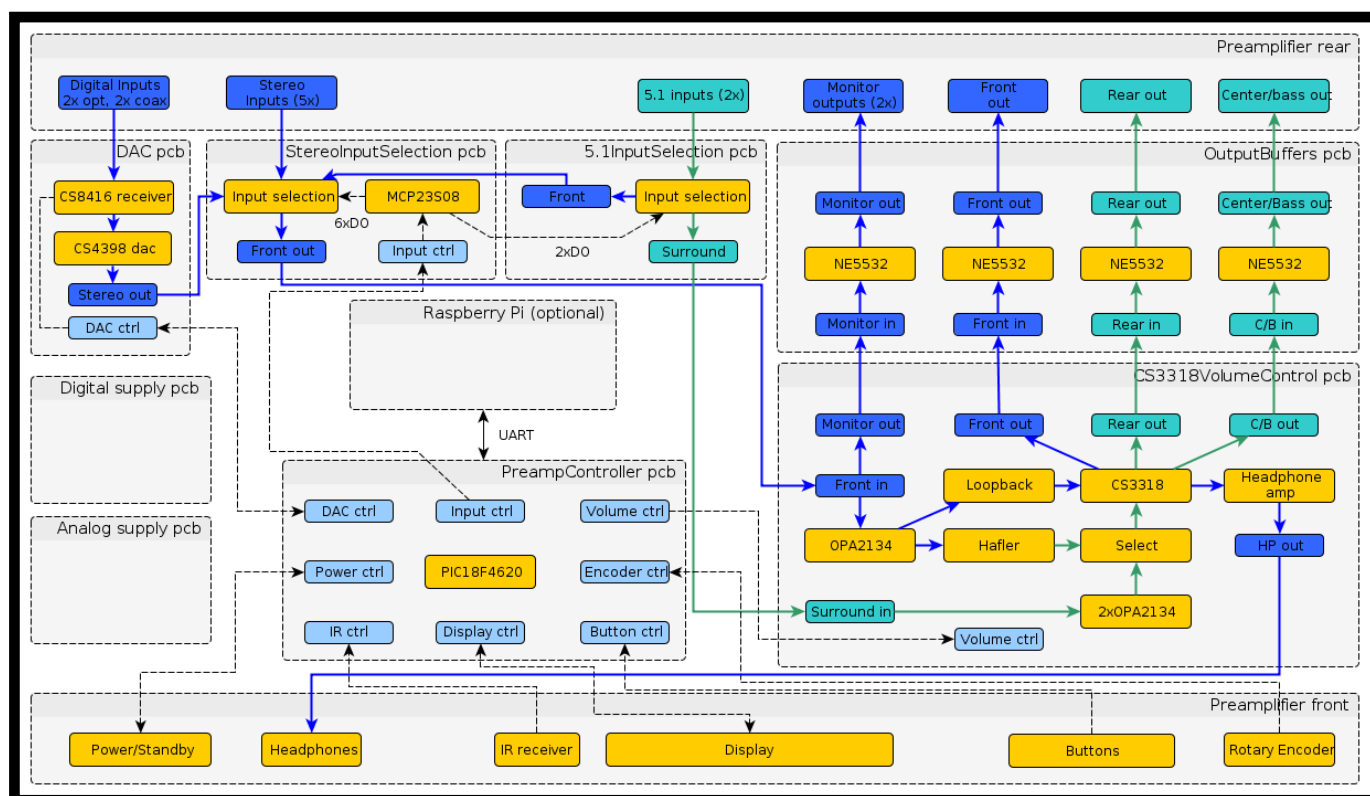 Preamplifier rear
Digital Inputs
2x opt, 2x coax
Stereo
Inputs (5x)
5.1 inputs (2x)
Monitor
outputs (2x)
Front
out
Rear out
Center/bass out
DAC pcb
StereoInputSelection pcb
5.1InputSelection pcb
OutputBuffers pcb
CS8416 receiver
Input selection
MCP23S08
Front
Input selection
Monitor out
Front out
Rear out
Center/Bass out
6xDO
2xDO
CS4398 dac
Front out
Input ctrl
Surround
NE5532
NE5532
NE5532
NE5532
Stereo out
DAC ctrl
Raspberry Pi (optional)
Monitor in
Front in
Rear in
C/B in
Digital supply pcb
CS3318VolumeControl pcb
UART
Monitor out
Front out
Rear out
C/B out
PreampController pcb
Front in
Loopback
CS3318
Headphone
amp
Analog supply pcb
DAC ctrl
Input ctrl
Volume ctrl
OPA2134
Hafler
Select
HP out
Power ctrl
PIC18F4620
Encoder ctrl
Surround in
2xOPA2134
IR ctrl
Display ctrl
Button ctrl
Volume ctrl
Preamplifier front
Power/Standby
Headphones
IR receiver
Display
Buttons
Rotary Encoder